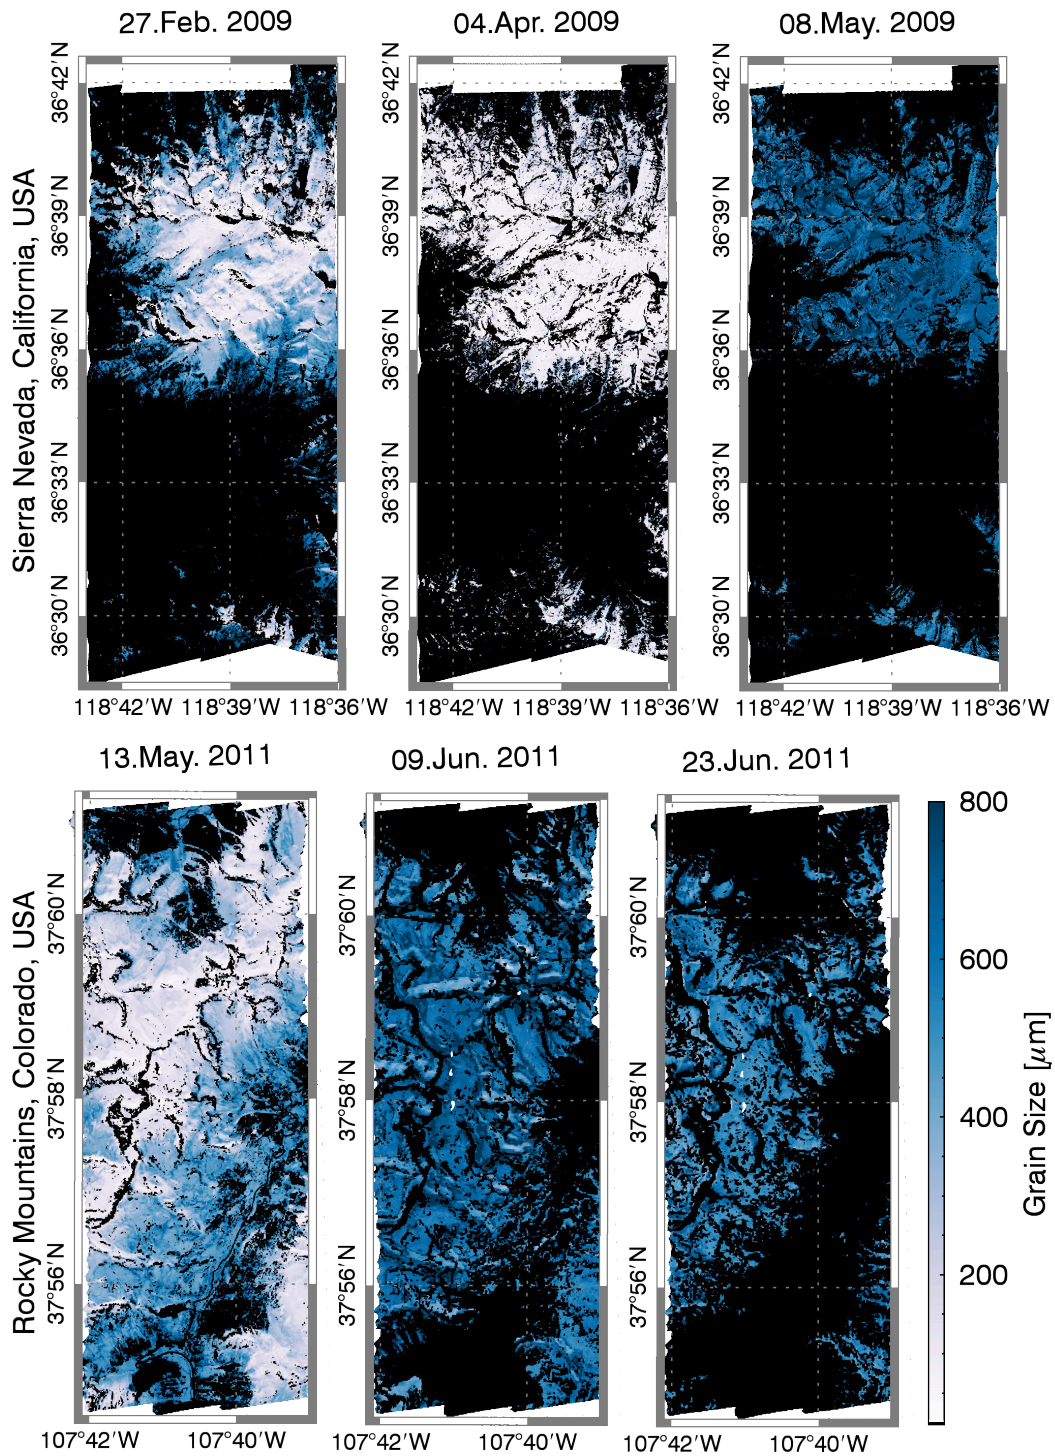 27.Feb. 2009
04.Apr. 2009
08.May. 2009
Sierra Nevada, California, USA
36°42′N
36°39′N
36°36′N
36°33′N
36°30′N
36°42′N
36°39′N
36°36′N
36°33′N
36°30′N
36°42′N
36°39′N
36°36′N
36°33′N
36°30′N
118°42′W 118°39′W 118°36′W
118°42′W 118°39′W 118°36′W
118°42′W 118°39′W 118°36′W
13.May. 2011
09.Jun. 2011
23.Jun. 2011
Rocky Mountains, Colorado, USA
37°60′N
37°58′N
37°56′N
37°60′N
37°58′N
37°56′N
37°60′N
37°58′N
37°56′N
107°42′W 107°40′W
107°42′W 107°40′W
107°42′W 107°40′W
800
600
400
200
Grain Size [μm]